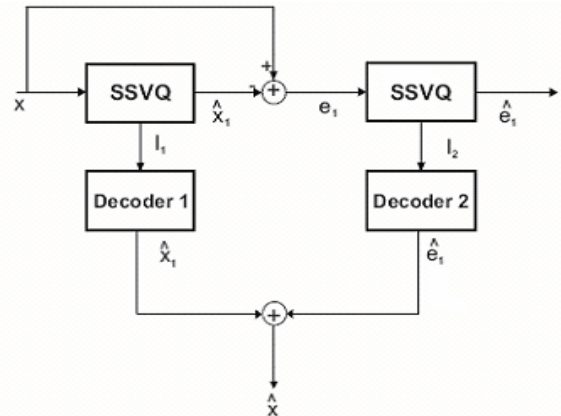 +
x SSVQ - + SSVQ
x̂₁ e₁ ê₁
I₁ I₂
Decoder 1 Decoder 2
x̂₁ ê₁
+
x̂